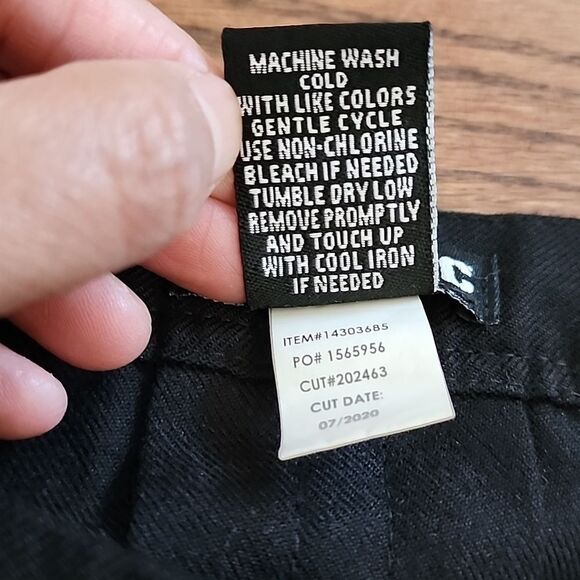 MACHINE WASH
COLD
WITH LIKE COLORS
GENTLE CYCLE
USE NON-CHLORINE
BLEACH IF NEEDED
TUMBLE DRY LOW
REMOVE PROMPTLY
AND TOUCH UP
WITH COOL IRON
IF NEEDED
C
ITEM#14303685
PO# 1565956
CUT#202463
CUT DATE:
07/2020